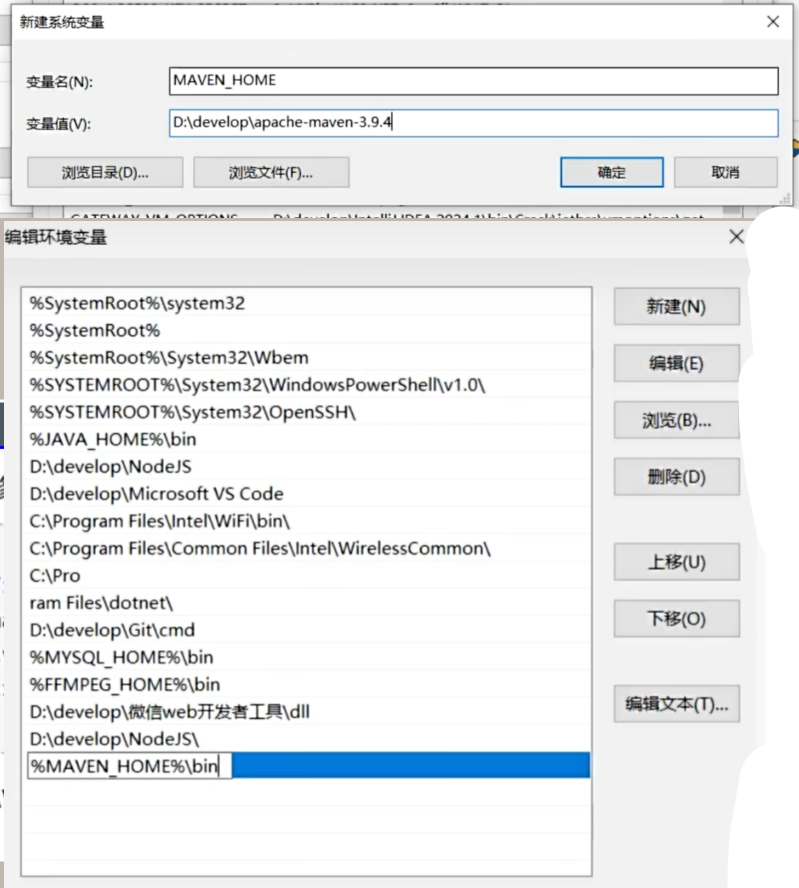 新建系统变量
变量名(N):
MAVEN_HOME
变量值(V):
D:\develop\apache-maven-3.9.4
浏览目录(D)...
浏览文件(F)...
确定
取消
编辑环境变量
%SystemRoot%\system32
%SystemRoot%
%SystemRoot%\System32\Wbem
%SYSTEMROOT%\System32\WindowsPowerShell\v1.0\
%SYSTEMROOT%\System32\OpenSSH\
%JAVA_HOME%\bin
D:\develop\NodeJS
D:\develop\Microsoft VS Code
C:\Program Files\Intel\WiFi\bin\
C:\Program Files\Common Files\Intel\WirelessCommon\
C:\Pro
ram Files\dotnet\
D:\develop\Git\cmd
%MYSQL_HOME%\bin
%FFMPEG_HOME%\bin
D:\develop\微信web开发者工具\dll
D:\develop\NodeJS\
%MAVEN_HOME%\bin
新建(N)
编辑(E)
浏览(B)...
删除(D)
上移(U)
下移(O)
编辑文本(T)...